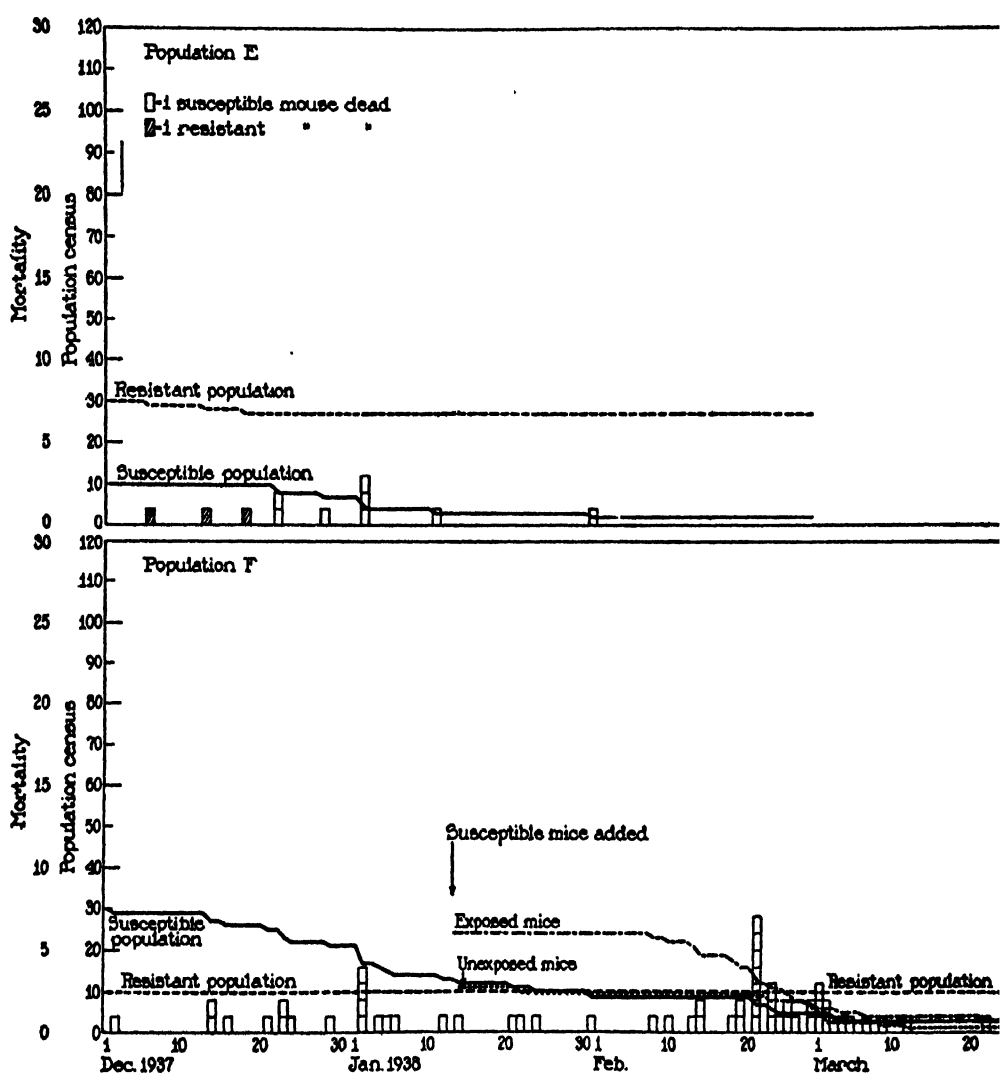 Population E
▯-1 susceptible mouse dead
▨-1 resistant " "
Mortality
Population census
30 120
110
25 100
90
20 80
70
15 60
50
10 40
30
5 20
10
0 0
Resistant population
Susceptible population
Population F
Mortality
Population census
30 120
110
25 100
90
20 80
70
15 60
50
10 40
30
5 20
10
0 0
Susceptible mice added
Exposed mice
Susceptible
population
Unexposed mice
Resistant population
Resistant population
1 10 20 30 1 10 20 30 1 10 20 1 10 20
Dec. 1937 Jan. 1938 Feb. March